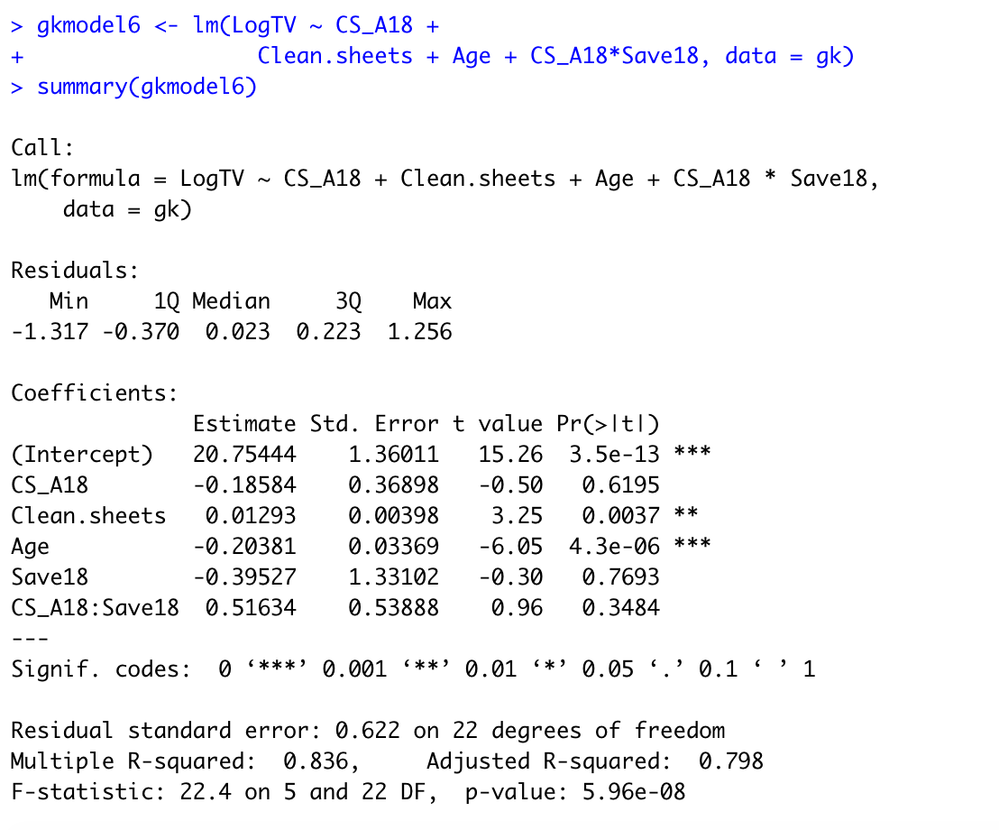 > gkmodel6 <- lm(LogTV ~ CS_A18 +
+                  Clean.sheets + Age + CS_A18*Save18, data = gk)
> summary(gkmodel6)

Call:
lm(formula = LogTV ~ CS_A18 + Clean.sheets + Age + CS_A18 * Save18,
    data = gk)

Residuals:
   Min     1Q Median     3Q    Max
-1.317 -0.370  0.023  0.223  1.256

Coefficients:
              Estimate Std. Error t value Pr(>|t|)
(Intercept)   20.75444    1.36011   15.26  3.5e-13 ***
CS_A18        -0.18584    0.36898   -0.50   0.6195
Clean.sheets   0.01293    0.00398    3.25   0.0037 **
Age           -0.20381    0.03369   -6.05  4.3e-06 ***
Save18        -0.39527    1.33102   -0.30   0.7693
CS_A18:Save18  0.51634    0.53888    0.96   0.3484
---
Signif. codes:  0 ‘***’ 0.001 ‘**’ 0.01 ‘*’ 0.05 ‘.’ 0.1 ‘ ’ 1

Residual standard error: 0.622 on 22 degrees of freedom
Multiple R-squared:  0.836,     Adjusted R-squared:  0.798
F-statistic: 22.4 on 5 and 22 DF,  p-value: 5.96e-08